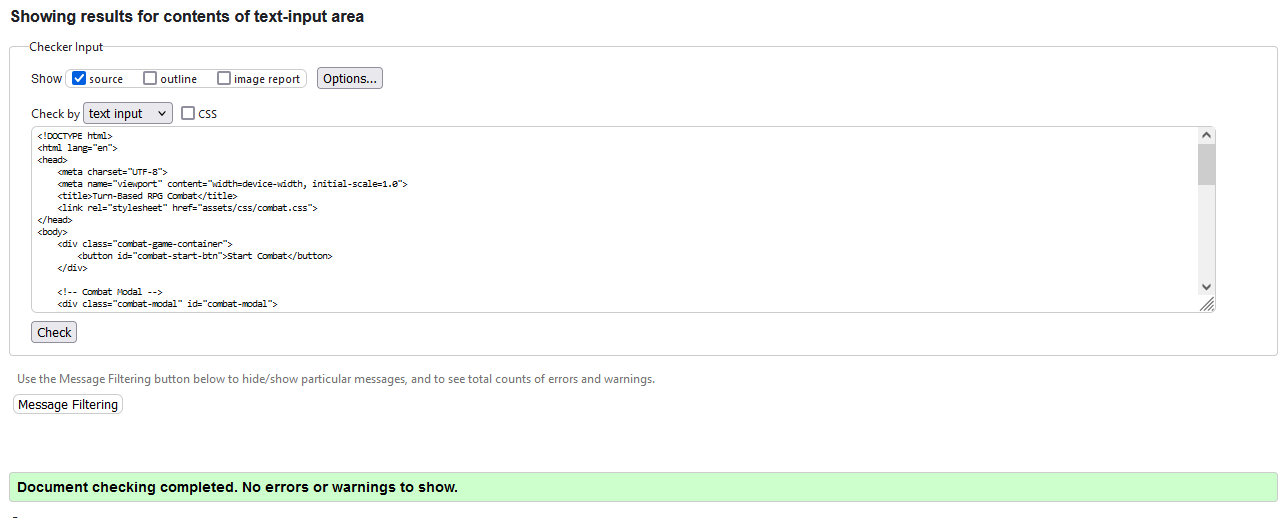 Showing results for contents of text-input area
Checker Input
Show source outline image report Options...
Check by text input CSS
<!DOCTYPE html>
<html lang="en">
<head>
    <meta charset="UTF-8">
    <meta name="viewport" content="width=device-width, initial-scale=1.0">
    <title>Turn-Based RPG Combat</title>
    <link rel="stylesheet" href="assets/css/combat.css">
</head>
<body>
    <div class="combat-game-container">
        <button id="combat-start-btn">Start Combat</button>
    </div>

    <!-- Combat Modal -->
    <div class="combat-modal" id="combat-modal">
Check
Use the Message Filtering button below to hide/show particular messages, and to see total counts of errors and warnings.
Message Filtering
Document checking completed. No errors or warnings to show.